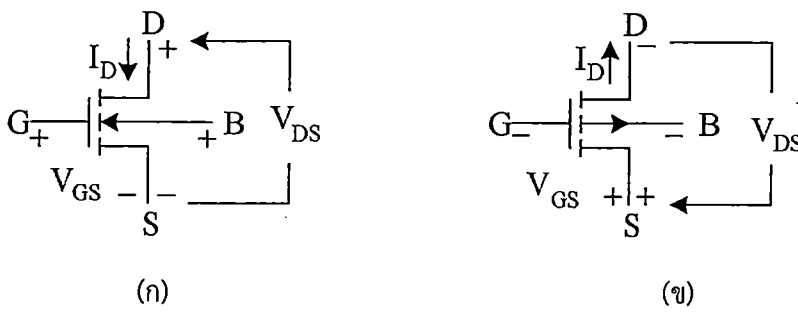 D
+
I_D
G+
+ B
V_DS
V_GS
– –
S
(ก)
D
–
I_D
G–
– B
V_DS
V_GS
+ +
S
(ข)